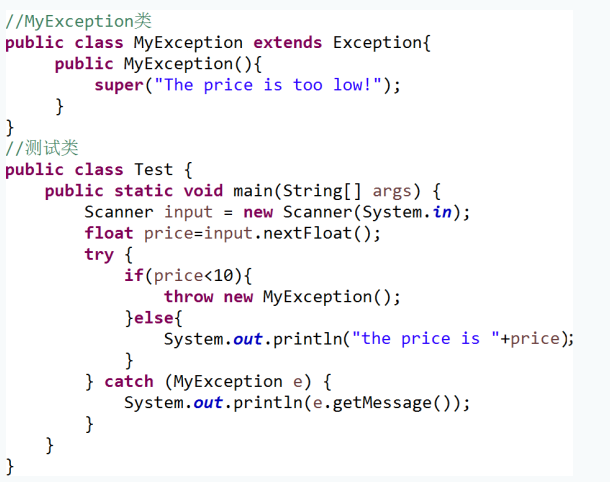 //MyException类
public class MyException extends Exception{
    public MyException(){
        super("The price is too low!");
    }
}
//测试类
public class Test {
    public static void main(String[] args) {
        Scanner input = new Scanner(System.in);
        float price=input.nextFloat();
        try {
            if(price<10){
                throw new MyException();
            }else{
                System.out.println("the price is "+price);
            }
        } catch (MyException e) {
            System.out.println(e.getMessage());
        }
    }
}